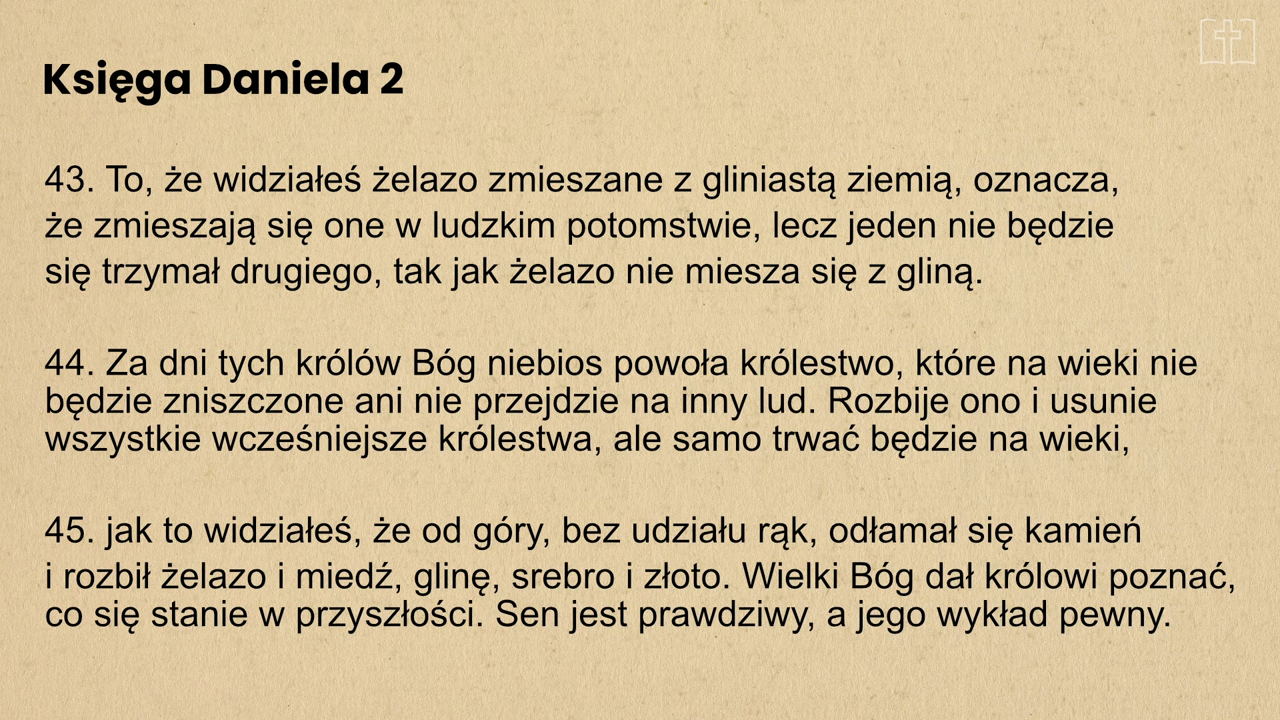 Księga Daniela 2
43. To, że widziałeś żelazo zmieszane z gliniastą ziemią, oznacza,
że zmieszają się one w ludzkim potomstwie, lecz jeden nie będzie
się trzymał drugiego, tak jak żelazo nie miesza się z gliną.
44. Za dni tych królów Bóg niebios powoła królestwo, które na wieki nie
będzie zniszczone ani nie przejdzie na inny lud. Rozbije ono i usunie
wszystkie wcześniejsze królestwa, ale samo trwać będzie na wieki,
45. jak to widziałeś, że od góry, bez udziału rąk, odłamał się kamień
i rozbił żelazo i miedź, glinę, srebro i złoto. Wielki Bóg dał królowi poznać,
co się stanie w przyszłości. Sen jest prawdziwy, a jego wykład pewny.